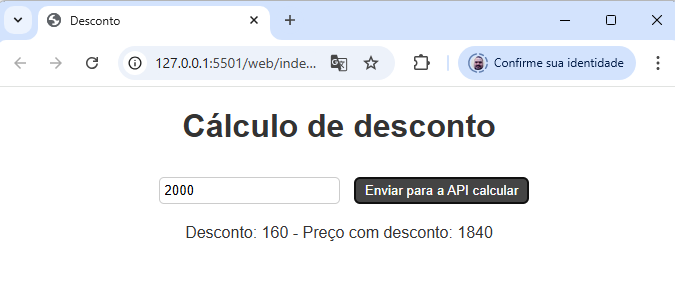 Desconto
127.0.0.1:5501/web/inde...
Confirme sua identidade
Cálculo de desconto
2000
Enviar para a API calcular
Desconto: 160 - Preço com desconto: 1840